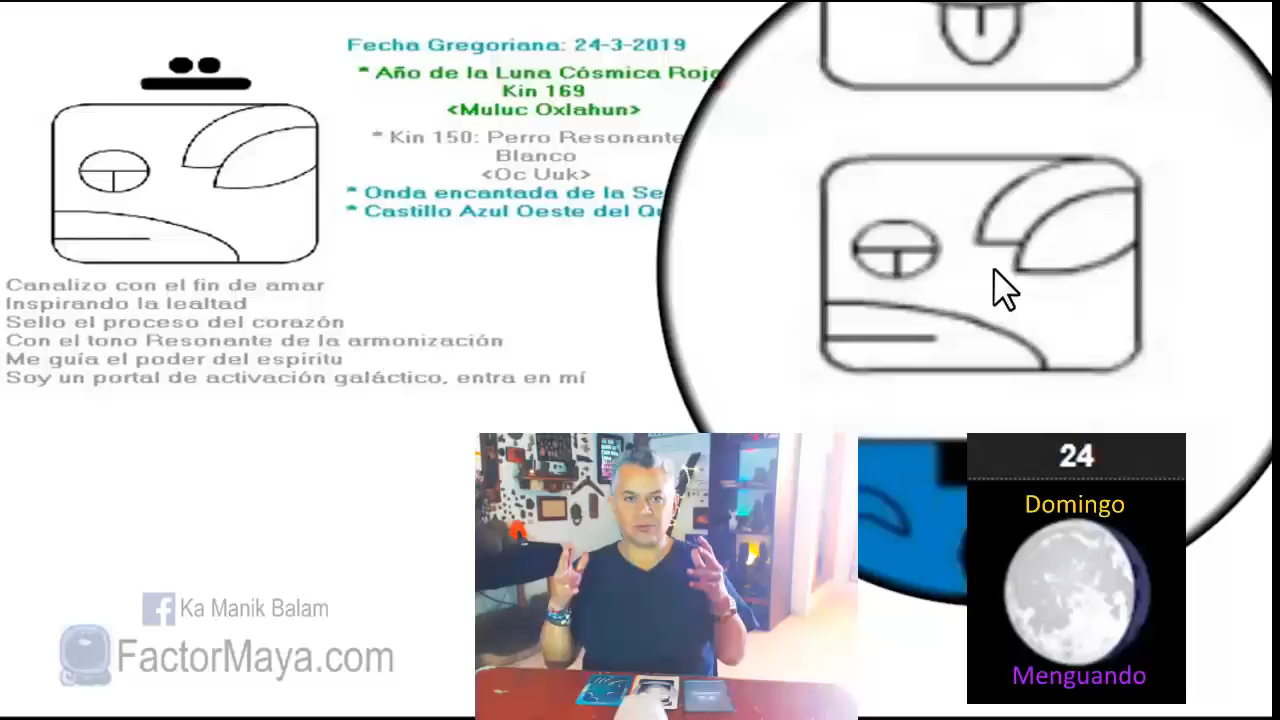 Fecha Gregoriana: 24-3-2019
* Año de la Luna Cósmica Roja
Kin 169
<Muluc Oxlahun>
* Kin 150: Perro Resonante
Blanco
<Oc Uuk>
* Onda encantada de la Se
* Castillo Azul Oeste del Qu
Canalizo con el fin de amar
Inspirando la lealtad
Sello el proceso del corazón
Con el tono Resonante de la armonización
Me guía el poder del espiritu
Soy un portal de activación galáctico, entra en mí
24
Domingo
Menguando
Ka Manik Balam
FactorMaya.com